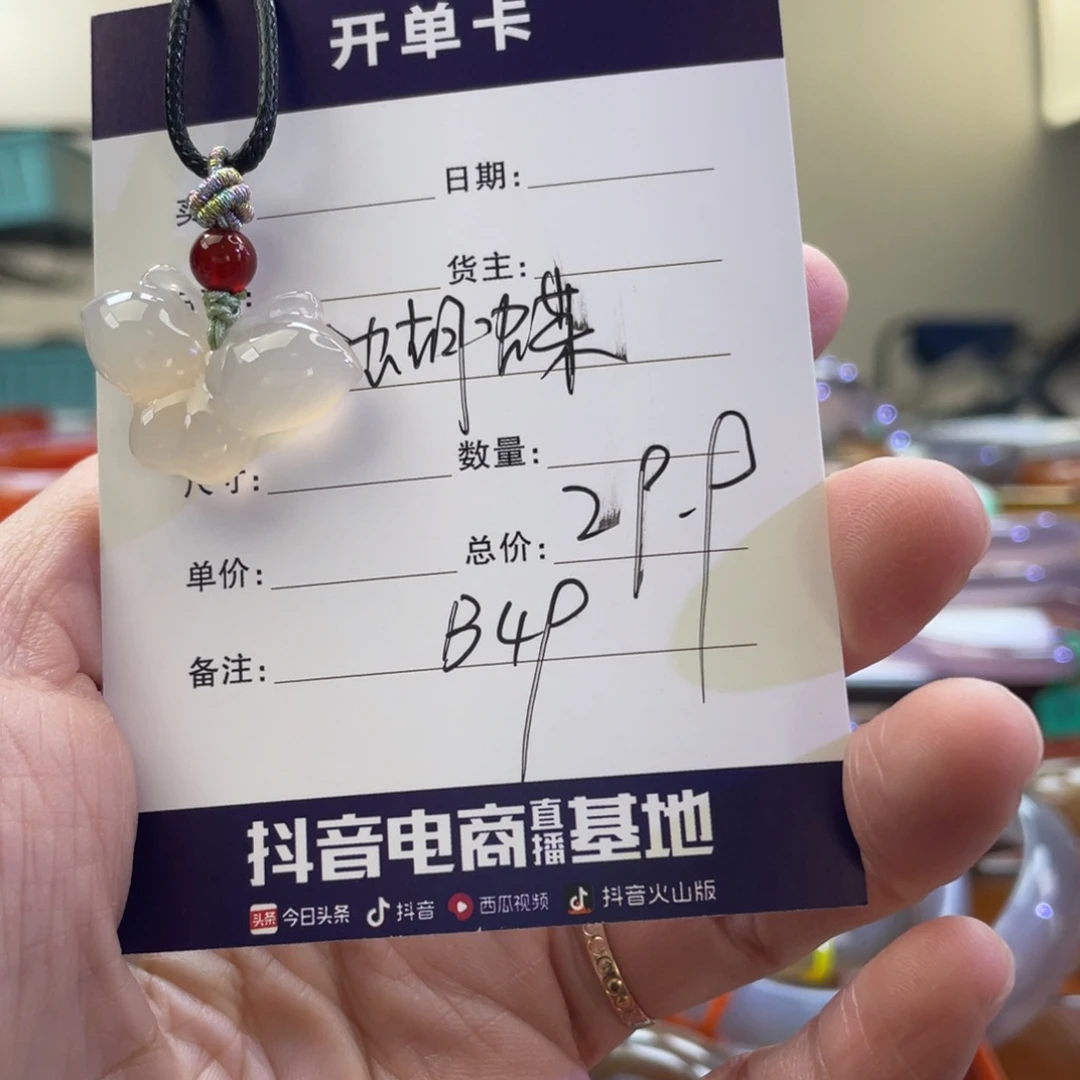 开单卡
日期:
货主:
蝴蝶
尺寸: 数量:
单价: 总价:
B4P
备注:
抖音电商直播基地
头条 今日头条 抖音 西瓜视频 抖音火山版